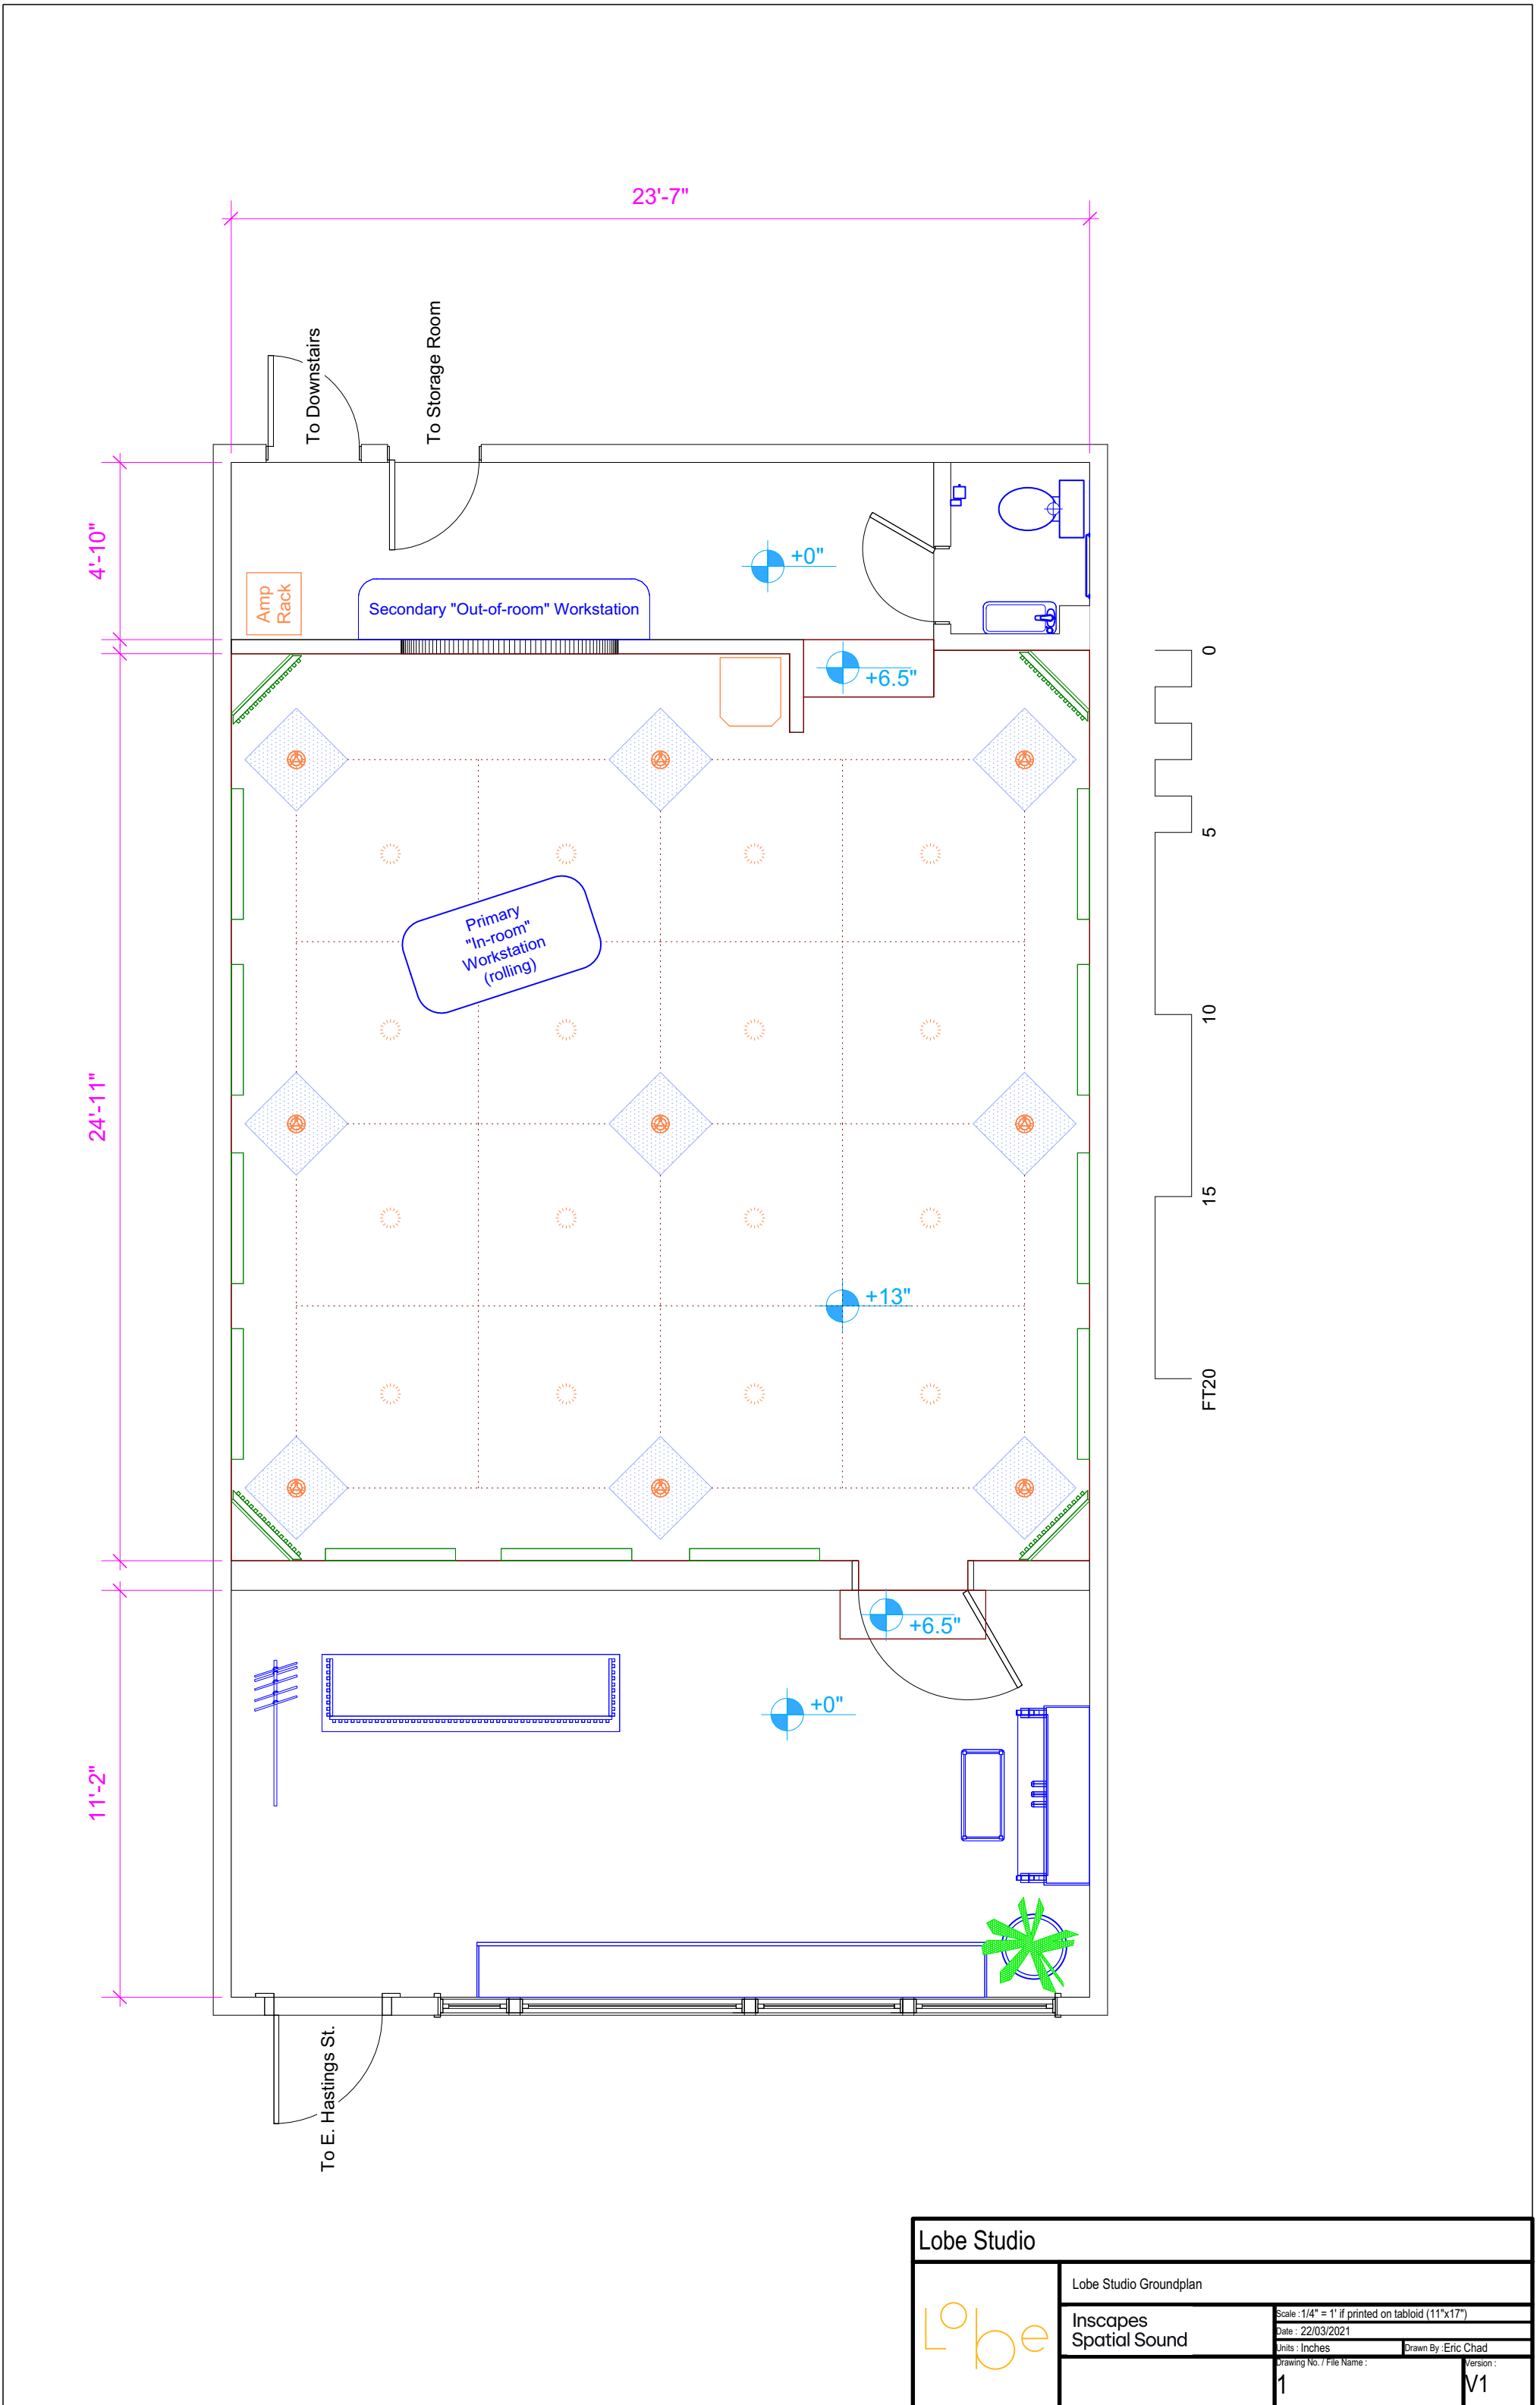 23'-7"
To Downstairs
To Storage Room
4'-10"
Amp
Rack
Secondary "Out-of-room" Workstation
+0"
+6.5"
0
5
10
15
FT20
Primary
"In-room"
Workstation
(rolling)
24'-11"
+13"
+6.5"
+0"
11'-2"
To E. Hastings St.
Lobe Studio
Lobe
Lobe Studio Groundplan
Inscapes
Spatial Sound
Scale : 1/4" = 1' if printed on tabloid (11"x17")
Date : 22/03/2021
Units : Inches
Drawn By : Eric Chad
Drawing No. / File Name :
1
Version :
V1